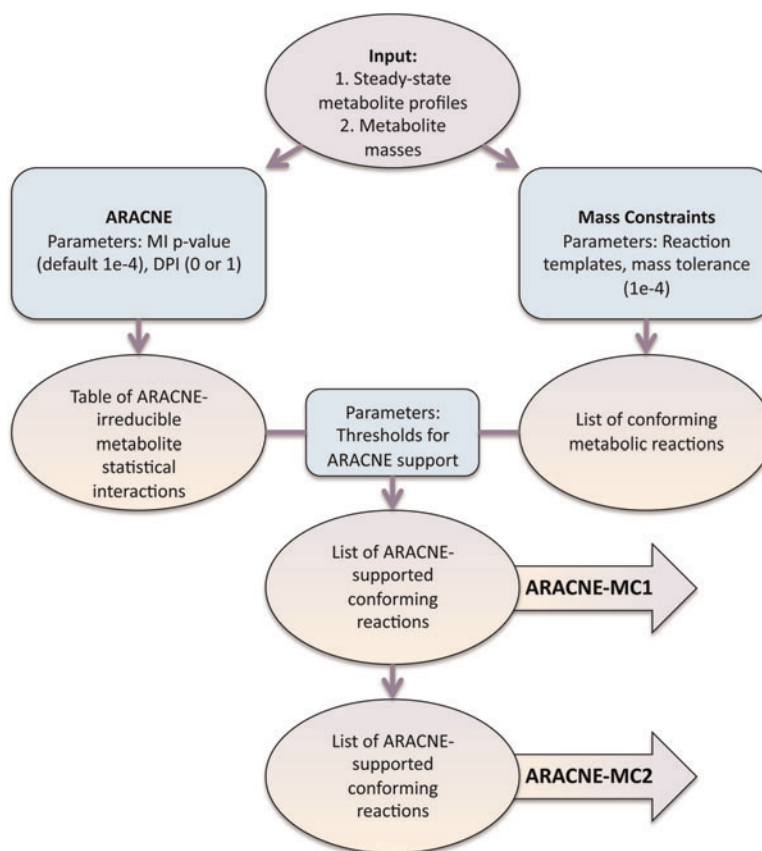 Input:
1. Steady-state
metabolite profiles
2. Metabolite
masses
ARACNE
Parameters: MI p-value
(default 1e-4), DPI (0 or 1)
Mass Constraints
Parameters: Reaction
templates, mass tolerance
(1e-4)
Table of ARACNE-
irreducible
metabolite
statistical
interactions
Parameters:
Thresholds for
ARACNE support
List of conforming
metabolic reactions
List of ARACNE-
supported
conforming
reactions
ARACNE-MC1
List of ARACNE-
supported
conforming
reactions
ARACNE-MC2